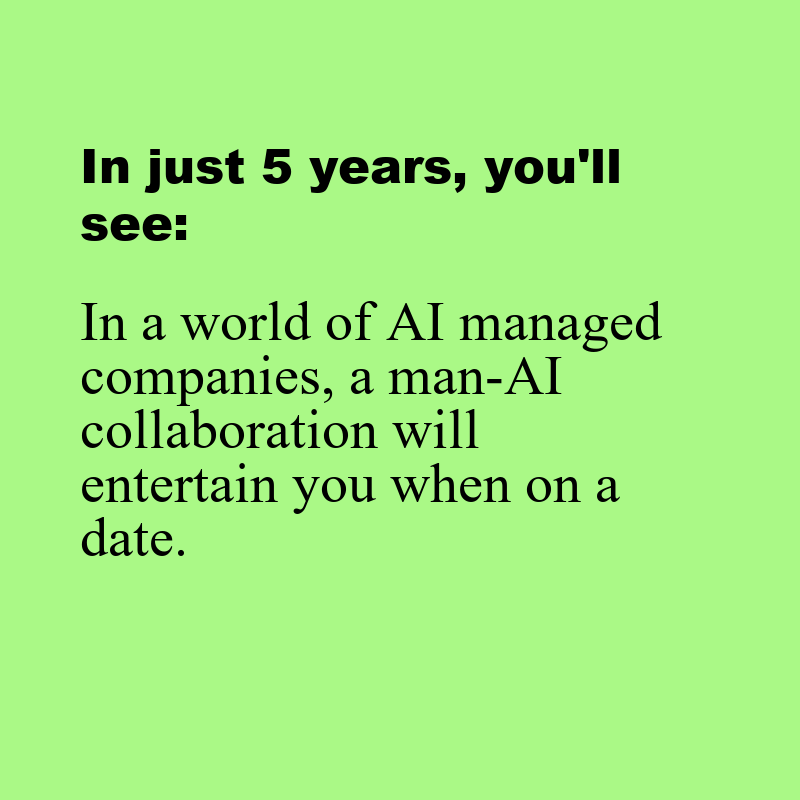 In just 5 years, you'll
see:
In a world of AI managed
companies, a man-AI
collaboration will
entertain you when on a
date.